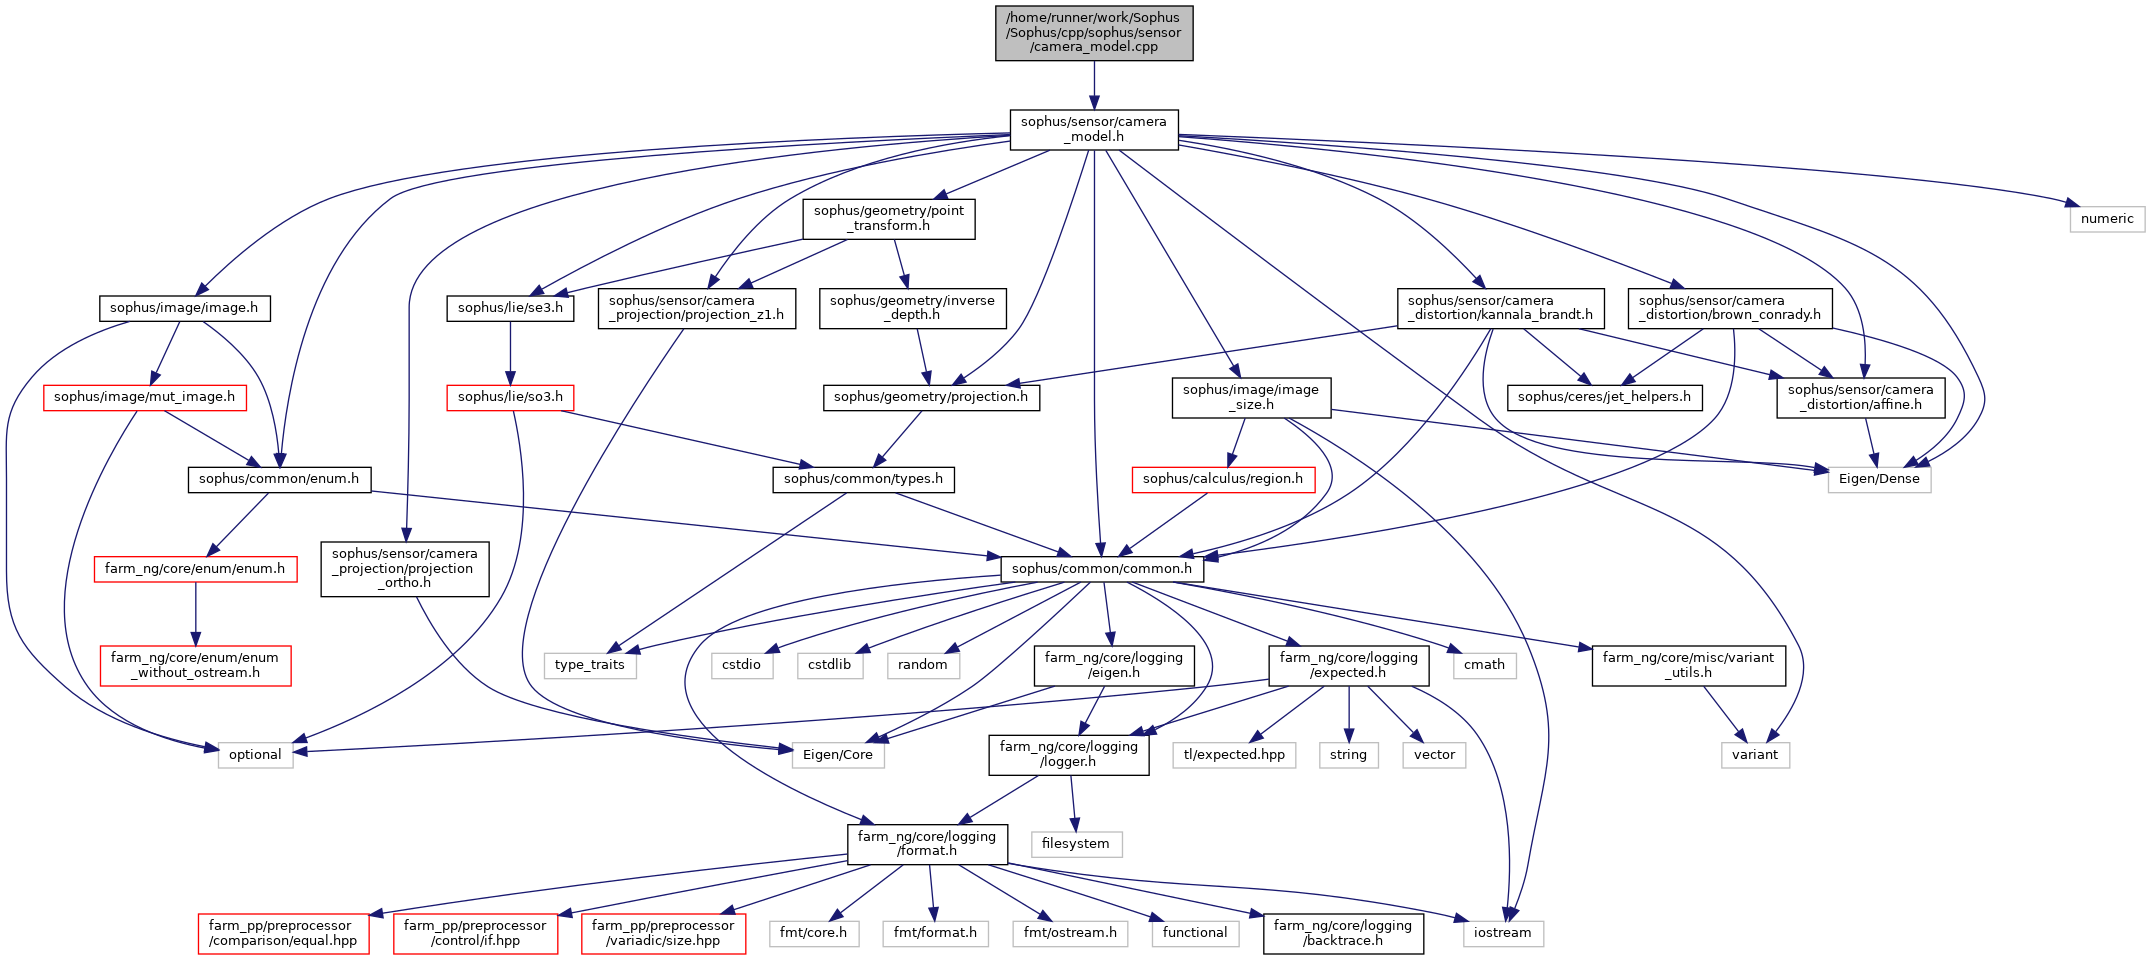 /home/runner/work/Sophus
/Sophus/cpp/sophus/sensor
/camera_model.cpp
sophus/sensor/camera
_model.h
sophus/geometry/point
_transform.h
numeric
sophus/image/image.h
sophus/lie/se3.h
sophus/sensor/camera
_projection/projection_z1.h
sophus/geometry/inverse
_depth.h
sophus/sensor/camera
_distortion/kannala_brandt.h
sophus/sensor/camera
_distortion/brown_conrady.h
sophus/image/mut_image.h
sophus/lie/so3.h
sophus/geometry/projection.h
sophus/image/image
_size.h
sophus/ceres/jet_helpers.h
sophus/sensor/camera
_distortion/affine.h
sophus/common/enum.h
sophus/common/types.h
sophus/calculus/region.h
Eigen/Dense
farm_ng/core/enum/enum.h
sophus/sensor/camera
_projection/projection
_ortho.h
sophus/common/common.h
farm_ng/core/enum/enum
_without_ostream.h
type_traits
cstdio
cstdlib
random
farm_ng/core/logging
/eigen.h
farm_ng/core/logging
/expected.h
cmath
farm_ng/core/misc/variant
_utils.h
optional
Eigen/Core
farm_ng/core/logging
/logger.h
tl/expected.hpp
string
vector
variant
farm_ng/core/logging
/format.h
filesystem
farm_pp/preprocessor
/comparison/equal.hpp
farm_pp/preprocessor
/control/if.hpp
farm_pp/preprocessor
/variadic/size.hpp
fmt/core.h
fmt/format.h
fmt/ostream.h
functional
farm_ng/core/logging
/backtrace.h
iostream